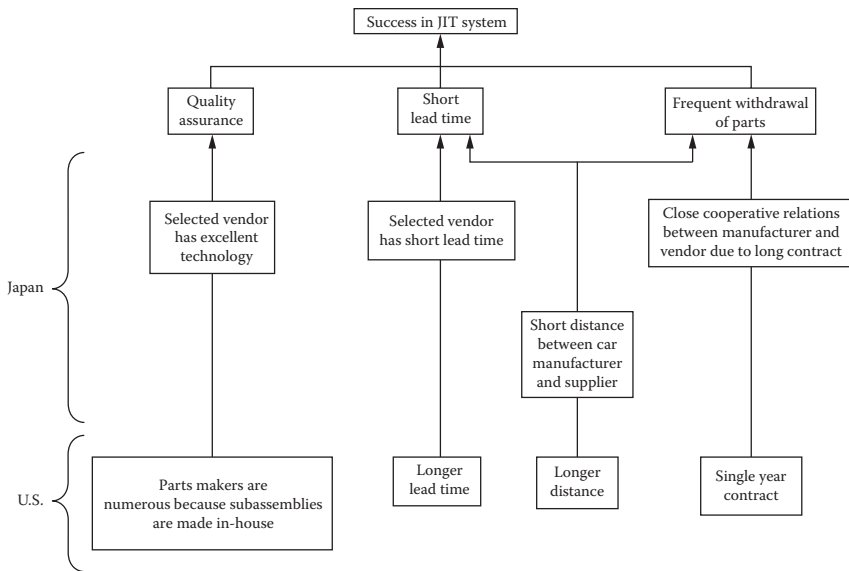 Success in JIT system
Quality
assurance
Short
lead time
Frequent withdrawal
of parts
Japan
Selected vendor
has excellent
technology
Selected vendor
has short lead time
Close cooperative relations
between manufacturer and
vendor due to long contract
Short distance
between car
manufacturer
and supplier
U.S.
Parts makers are
numerous because subassemblies
are made in-house
Longer
lead time
Longer
distance
Single year
contract